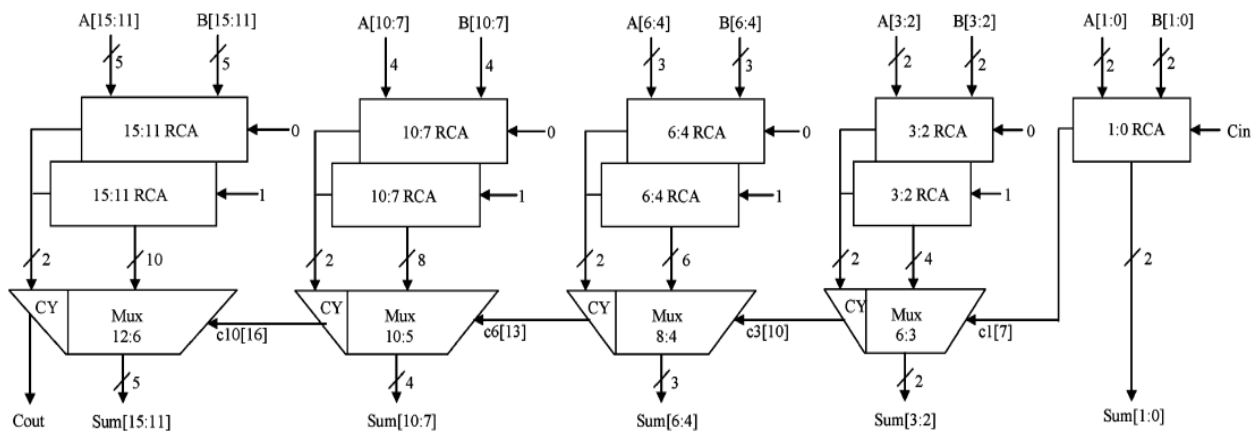 A[15:11] B[15:11] A[10:7] B[10:7] A[6:4] B[6:4] A[3:2] B[3:2] A[1:0] B[1:0]
5 5 4 4 3 3 2 2 2 2
15:11 RCA 0 10:7 RCA 0 6:4 RCA 0 3:2 RCA 0 1:0 RCA Cin
15:11 RCA 1 10:7 RCA 1 6:4 RCA 1 3:2 RCA 1
2 10 2 8 2 6 2 4 2
CY Mux CY Mux CY Mux CY Mux
12:6 c10[16] 10:5 c6[13] 8:4 c3[10] 6:3 c1[7]
5 4 3 2
Cout Sum[15:11] Sum[10:7] Sum[6:4] Sum[3:2] Sum[1:0]